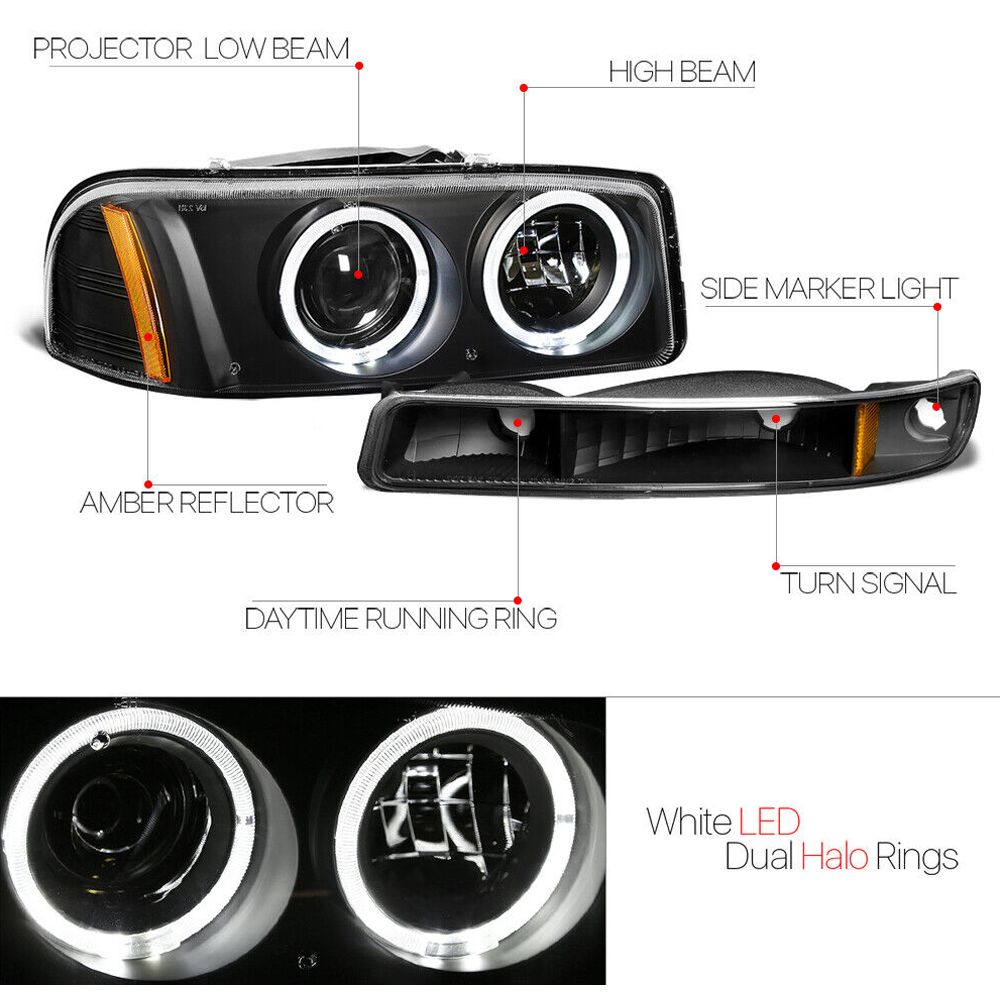 PROJECTOR LOW BEAM
HIGH BEAM
SIDE MARKER LIGHT
AMBER REFLECTOR
TURN SIGNAL
DAYTIME RUNNING RING
White LED
Dual Halo Rings